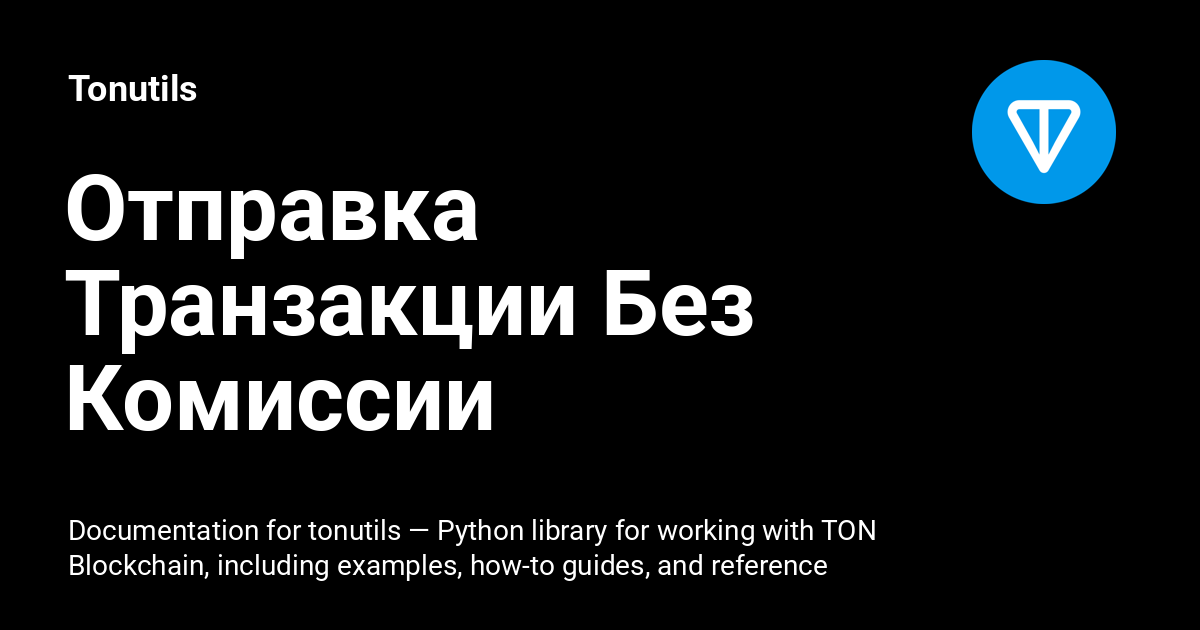 Tonutils
Отправка
Транзакции Без
Комиссии
Documentation for tonutils — Python library for working with TON
Blockchain, including examples, how-to guides, and reference